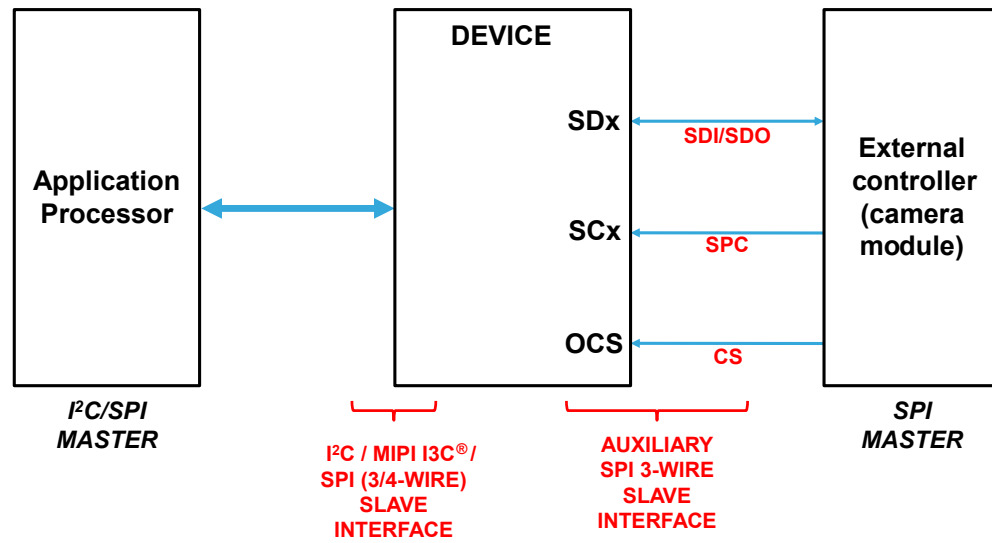 DEVICE
Application
Processor
SDx
SDI/SDO
SCx
SPC
OCS
CS
External
controller
(camera
module)
I²C/SPI
MASTER
I²C / MIPI I3C®/
SPI (3/4-WIRE)
SLAVE
INTERFACE
AUXILIARY
SPI 3-WIRE
SLAVE
INTERFACE
SPI
MASTER